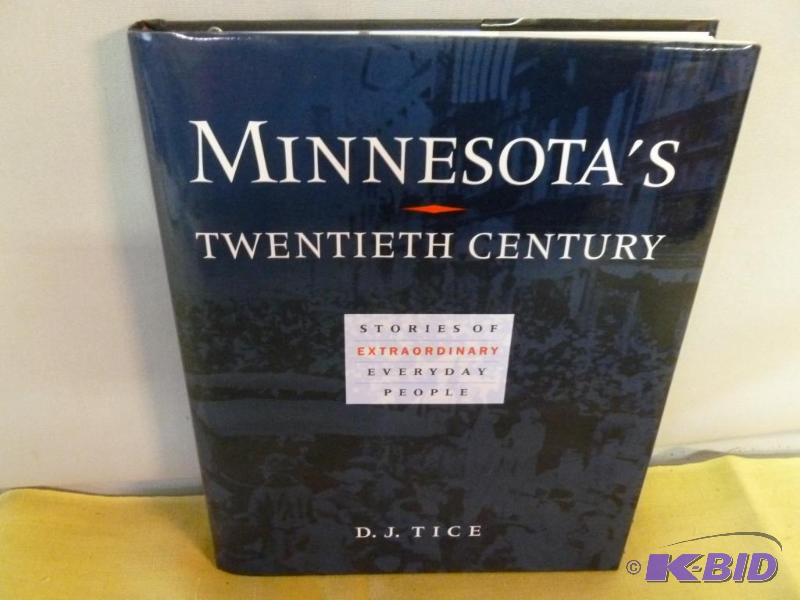 MINNESOTA'S
TWENTIETH CENTURY
STORIES OF
EXTRAORDINARY
EVERYDAY
PEOPLE
D. J. TICE
© K-BID